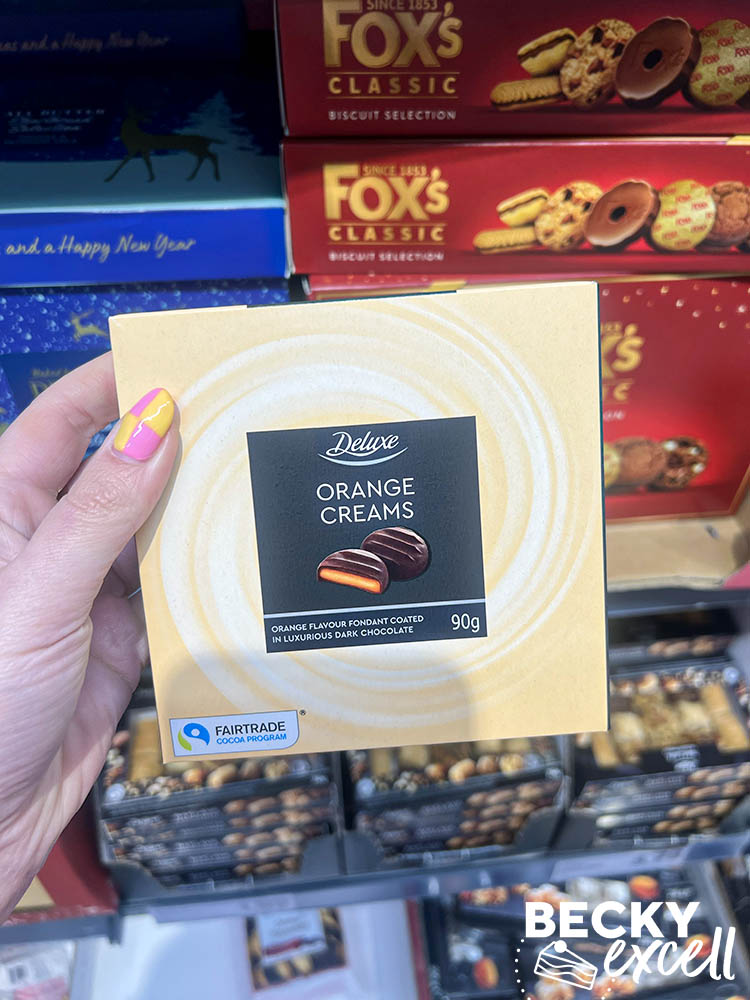 as and a Happy New Year
SINCE 1853
FOX'S
CLASSIC
BISCUIT SELECTION
SINCE 1853
FOX'S
CLASSIC
BISCUIT SELECTION
and a Happy New Year
Deluxe
ORANGE
CREAMS
ORANGE FLAVOUR FONDANT COATED
IN LUXURIOUS DARK CHOCOLATE
90g
FAIRTRADE
COCOA PROGRAM
®
BECKY
excell